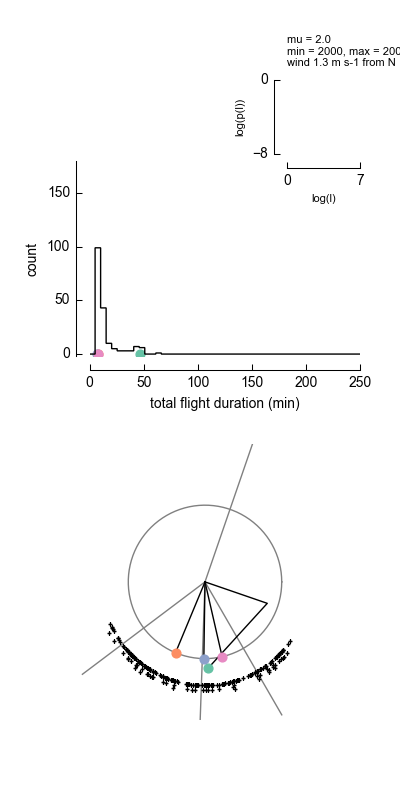 mu = 2.0
min = 2000, max = 200
wind 1.3 m s-1 from N
0
log(p(l))
−8
0 7
log(l)
150
count
100
50
0
0 50 100 150 200 250
total flight duration (min)